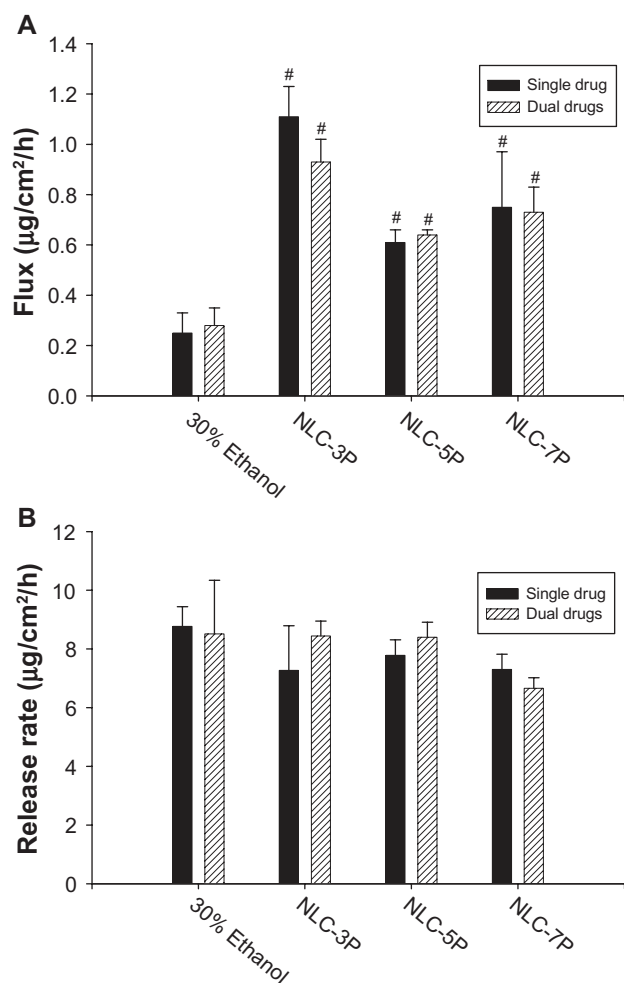 A
Flux (µg/cm²/h)
1.4
1.2
1.0
0.8
0.6
0.4
0.2
0.0
#
#
#
#
#
#
Single drug
Dual drugs
30% Ethanol
NLC-3P
NLC-5P
NLC-7P
B
Release rate (µg/cm²/h)
12
10
8
6
4
2
0
Single drug
Dual drugs
30% Ethanol
NLC-3P
NLC-5P
NLC-7P